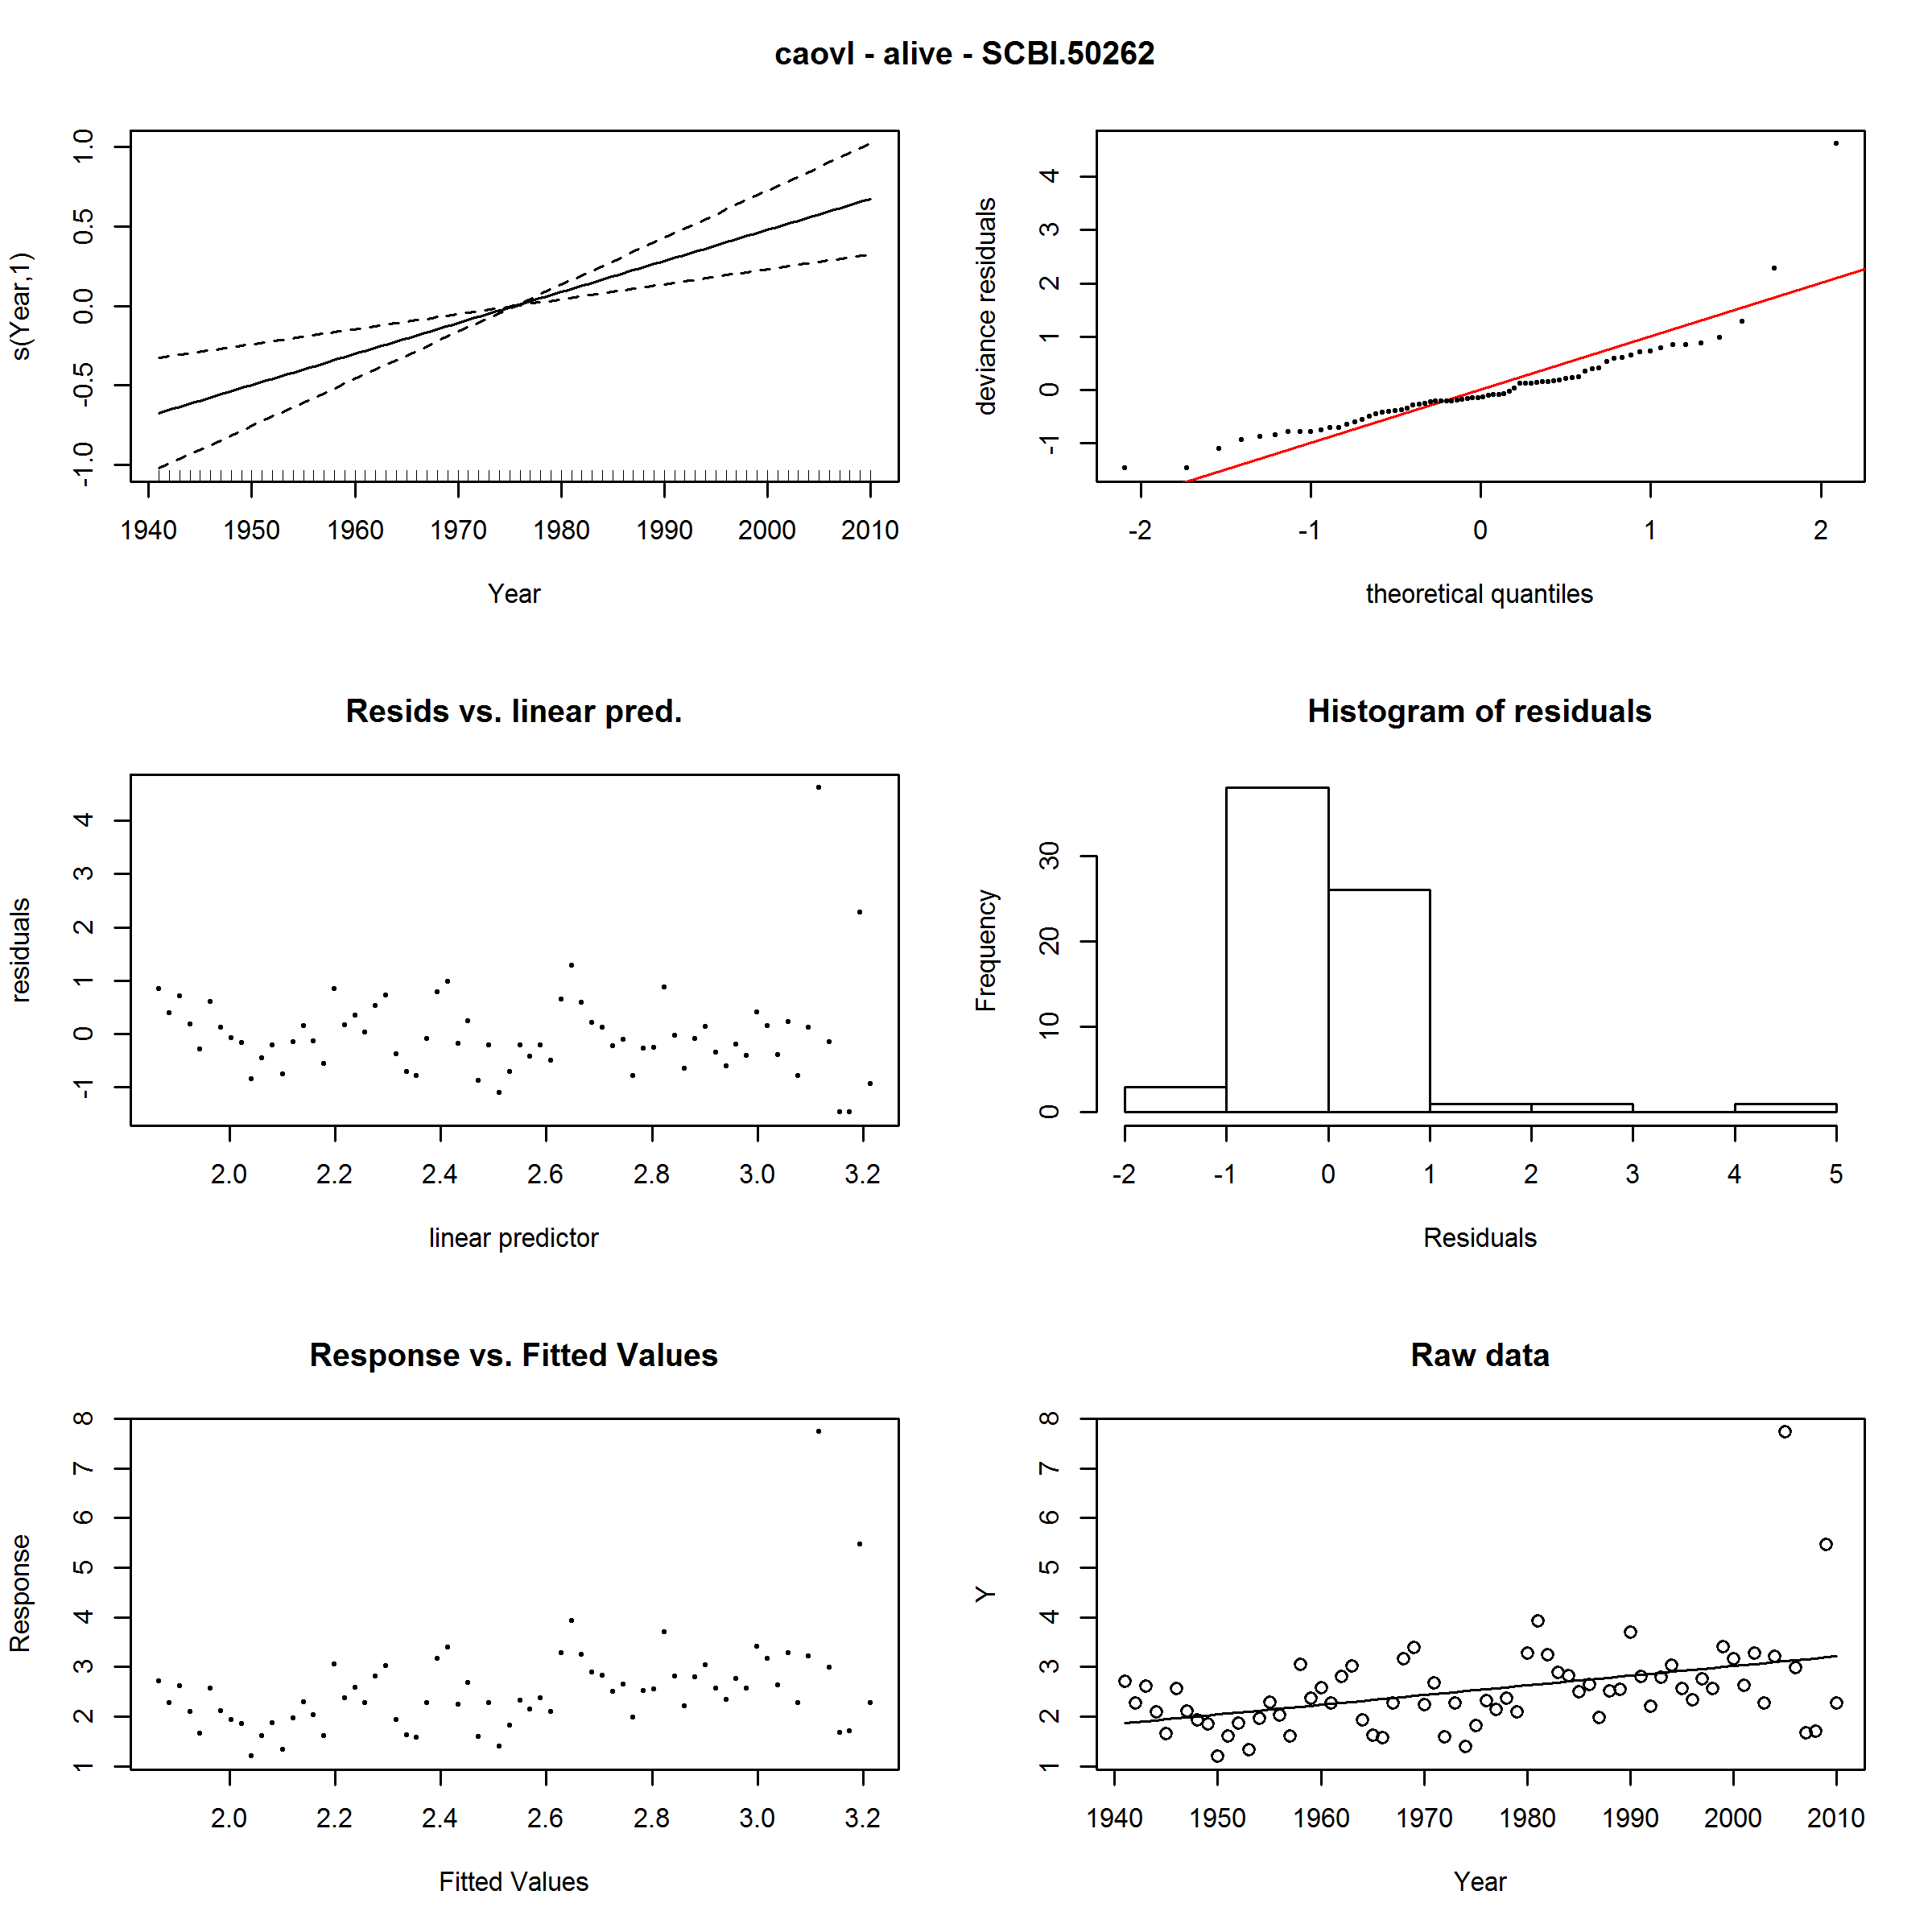 caovl - alive - SCBI.50262
s(Year,1)
-1.0 -0.5 0.0 0.5 1.0
1940 1950 1960 1970 1980 1990 2000 2010
Year
deviance residuals
-1 0 1 2 3 4
-2 -1 0 1 2
theoretical quantiles
Resids vs. linear pred.
residuals
-1 0 1 2 3 4
2.0 2.2 2.4 2.6 2.8 3.0 3.2
linear predictor
Histogram of residuals
Frequency
0 10 20 30
-2 -1 0 1 2 3 4 5
Residuals
Response vs. Fitted Values
Response
1 2 3 4 5 6 7 8
2.0 2.2 2.4 2.6 2.8 3.0 3.2
Fitted Values
Raw data
Y
1 2 3 4 5 6 7 8
1940 1950 1960 1970 1980 1990 2000 2010
Year